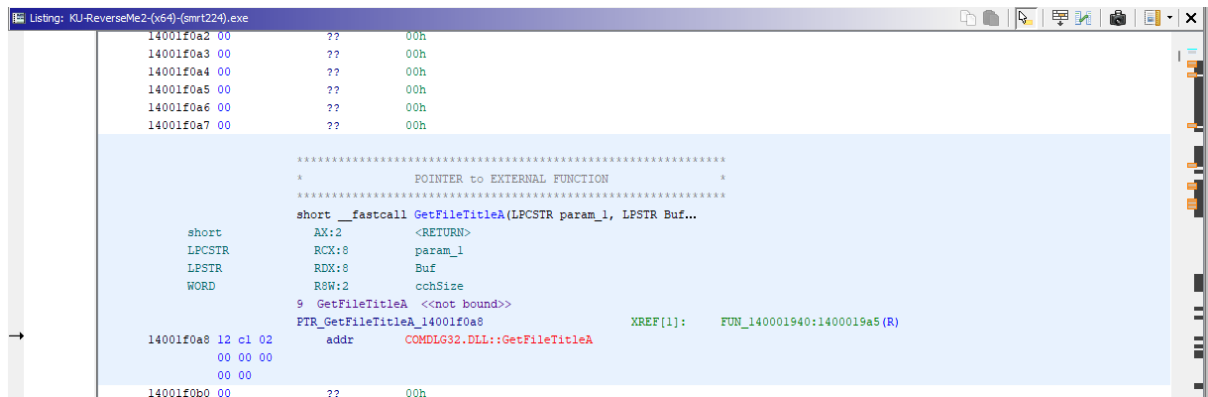 Listing: KU-ReverseMe2-(x64)-(smrt224).exe
14001f0a2 00 ?? 00h
14001f0a3 00 ?? 00h
14001f0a4 00 ?? 00h
14001f0a5 00 ?? 00h
14001f0a6 00 ?? 00h
14001f0a7 00 ?? 00h
**************************************************************
* POINTER to EXTERNAL FUNCTION *
**************************************************************
short __fastcall GetFileTitleA(LPCSTR param_1, LPSTR Buf...
short AX:2 <RETURN>
LPCSTR RCX:8 param_1
LPSTR RDX:8 Buf
WORD R8W:2 cchSize
9 GetFileTitleA <<not bound>>
PTR_GetFileTitleA_14001f0a8 XREF[1]: FUN_140001940:1400019a5(R)
14001f0a8 12 c1 02 addr COMDLG32.DLL::GetFileTitleA
00 00 00
00 00
14001f0b0 00 ?? 00h